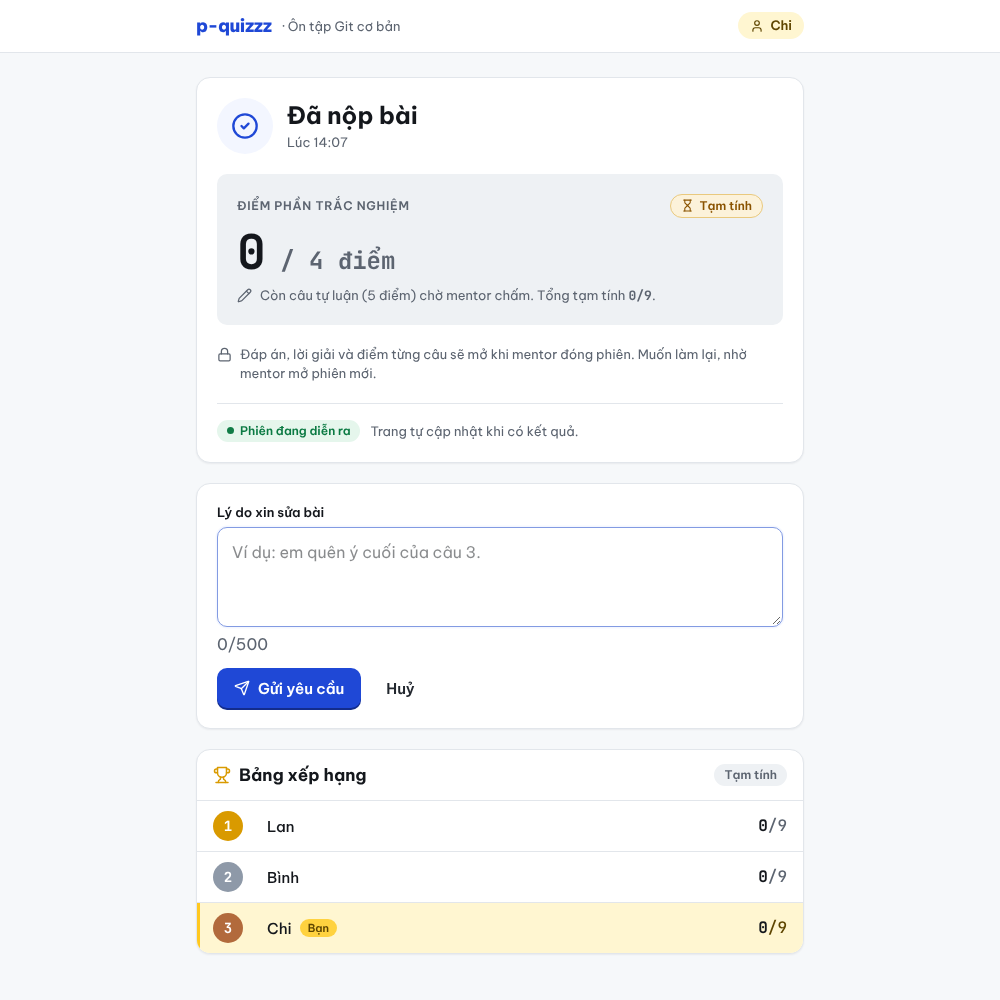 p-quizzz · Ôn tập Git cơ bản
Chi
Đã nộp bài
Lúc 14:07
ĐIỂM PHẦN TRẮC NGHIỆM
Tạm tính
0 / 4 điểm
Còn câu tự luận (5 điểm) chờ mentor chấm. Tổng tạm tính 0/9.
Đáp án, lời giải và điểm từng câu sẽ mở khi mentor đóng phiên. Muốn làm lại, nhờ
mentor mở phiên mới.
Phiên đang diễn ra Trang tự cập nhật khi có kết quả.
Lý do xin sửa bài
Ví dụ: em quên ý cuối của câu 3.
0/500
Gửi yêu cầu Huỷ
Bảng xếp hạng Tạm tính
1 Lan 0/9
2 Bình 0/9
3 Chi Bạn 0/9